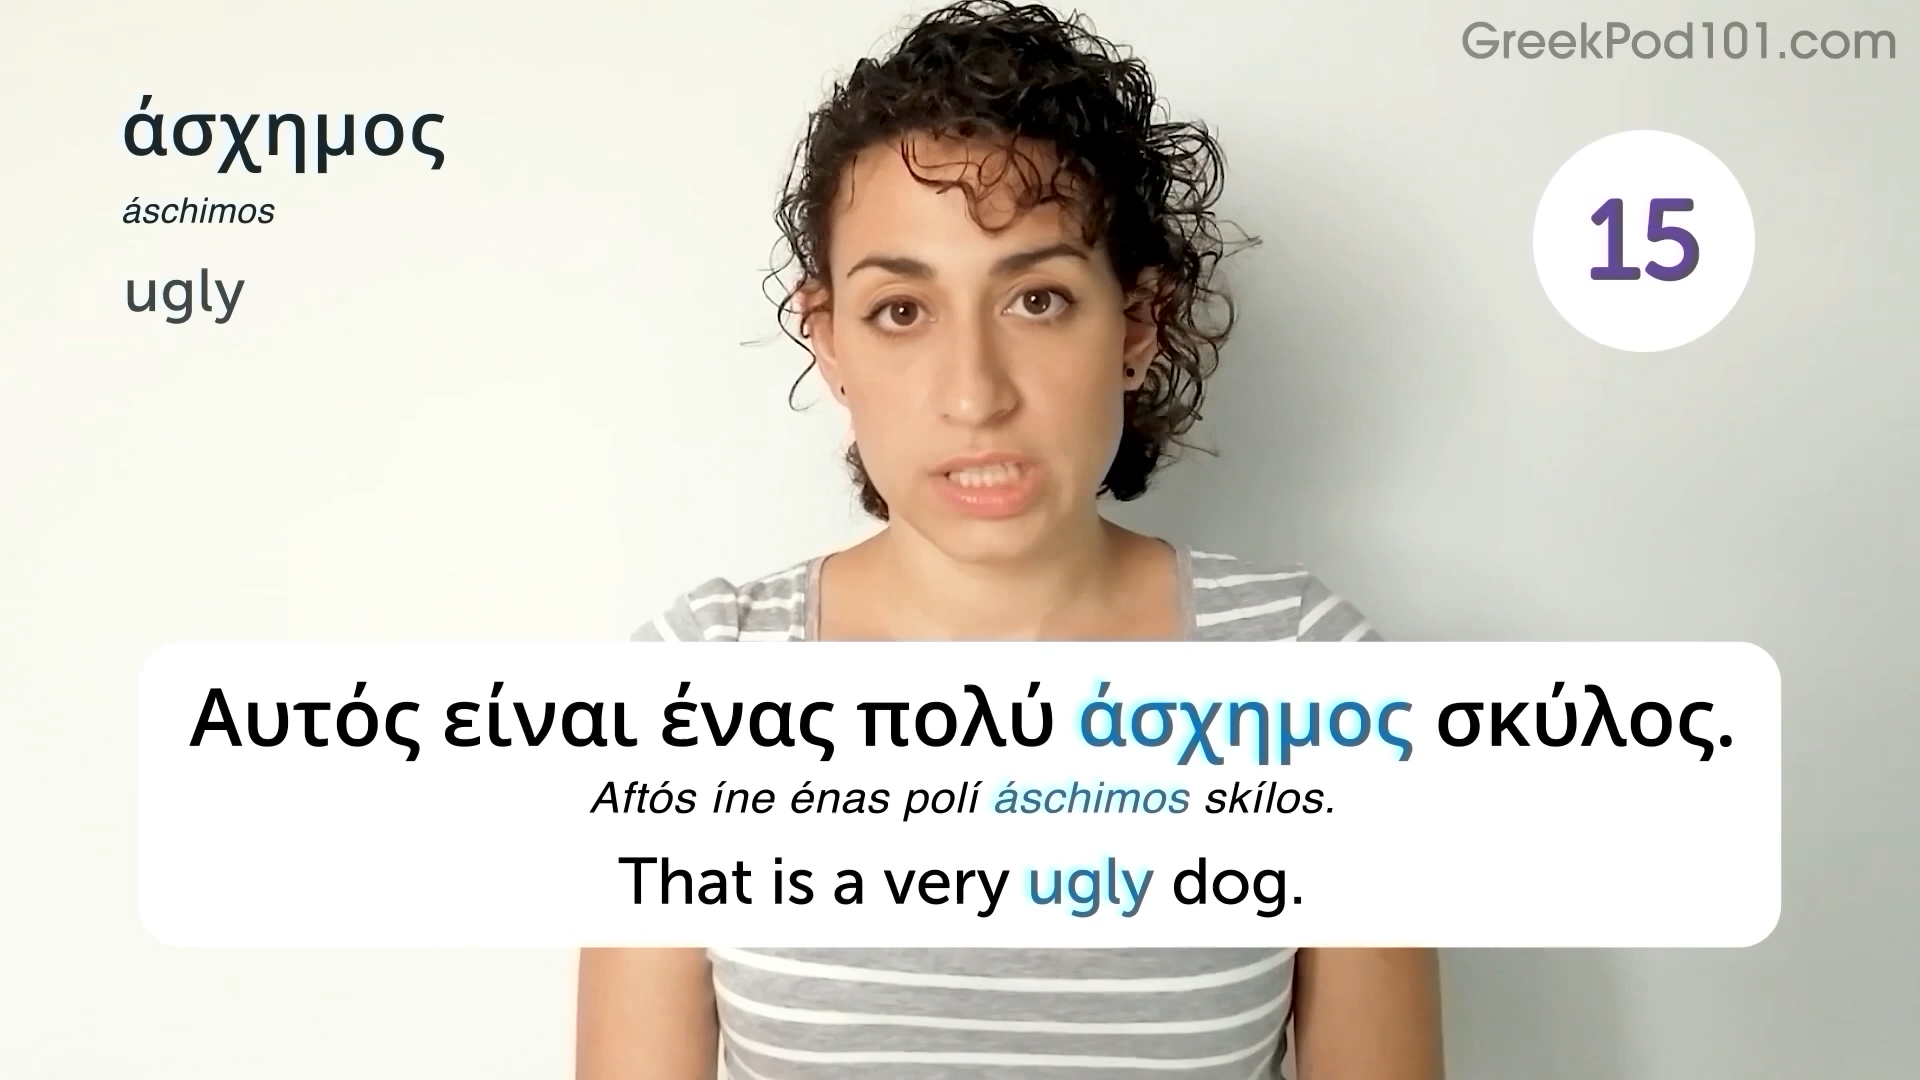 GreekPod101.com
άσχημος
áschimos
ugly
15
Αυτός είναι ένας πολύ άσχημος σκύλος.
Aftós íne énas polí áschimos skílos.
That is a very ugly dog.